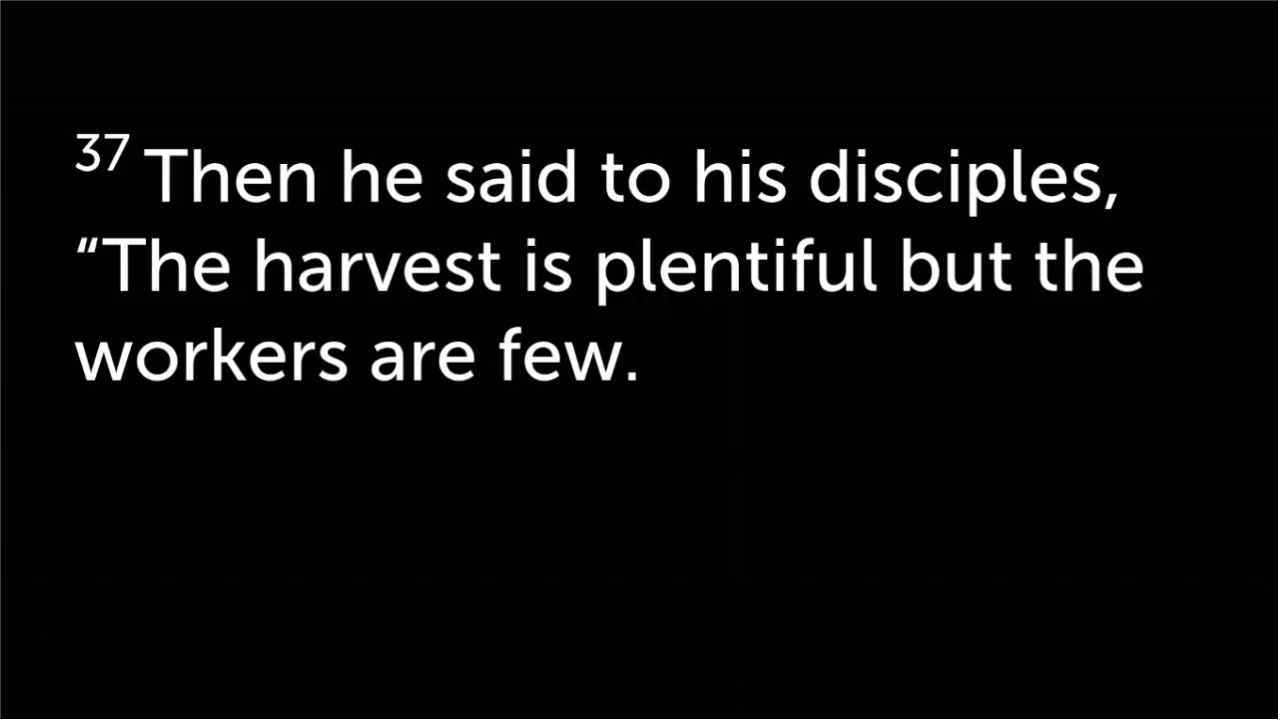 37 Then he said to his disciples,
“The harvest is plentiful but the
workers are few.